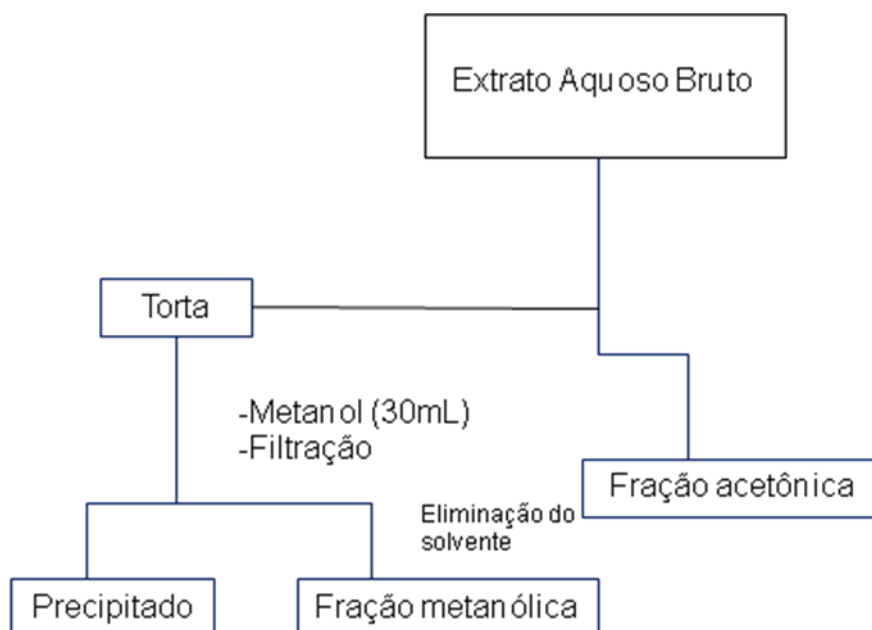 Extrato Aquoso Bruto
Torta
-Metanol (30mL)
-Filtração
Fração acetônica
Eliminação do
solvente
Precipitado
Fração metanólica